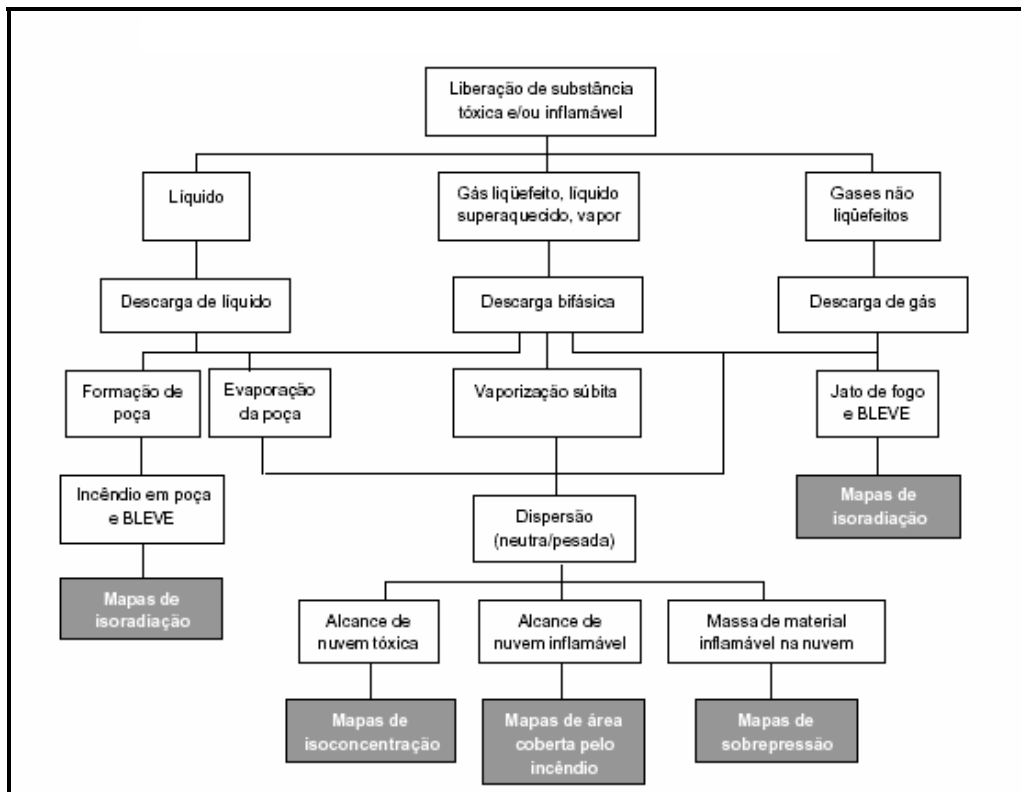 Liberação de substância
tóxica e/ou inflamável
Líquido
Gás liqüefeito, líquido
superaquecido, vapor
Gases não
liqüefeitos
Descarga de líquido
Descarga bifásica
Descarga de gás
Formação de
poça
Evaporação
da poça
Vaporização súbita
Jato de fogo
e BLEVE
Incêndio em poça
e BLEVE
Dispersão
(neutra/pesada)
Mapas de
isoradiação
Mapas de
isoradiação
Alcance de
nuvem tóxica
Alcance de
nuvem inflamável
Massa de material
inflamável na nuvem
Mapas de
isoconcentração
Mapas de área
coberta pelo
incêndio
Mapas de
sobrepressão